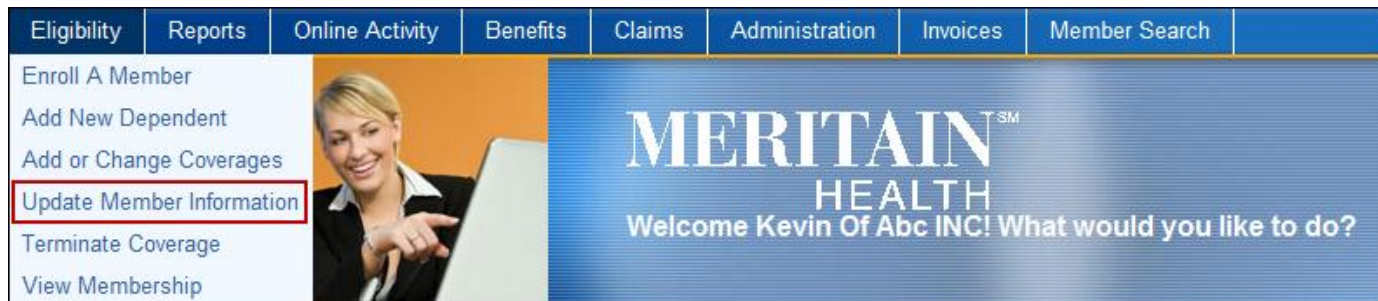 Eligibility Reports Online Activity Benefits Claims Administration Invoices Member Search
Enroll A Member
Add New Dependent
Add or Change Coverages
Update Member Information
Terminate Coverage
View Membership
MERITAIN SM
HEALTH
Welcome Kevin Of Abc INC! What would you like to do?